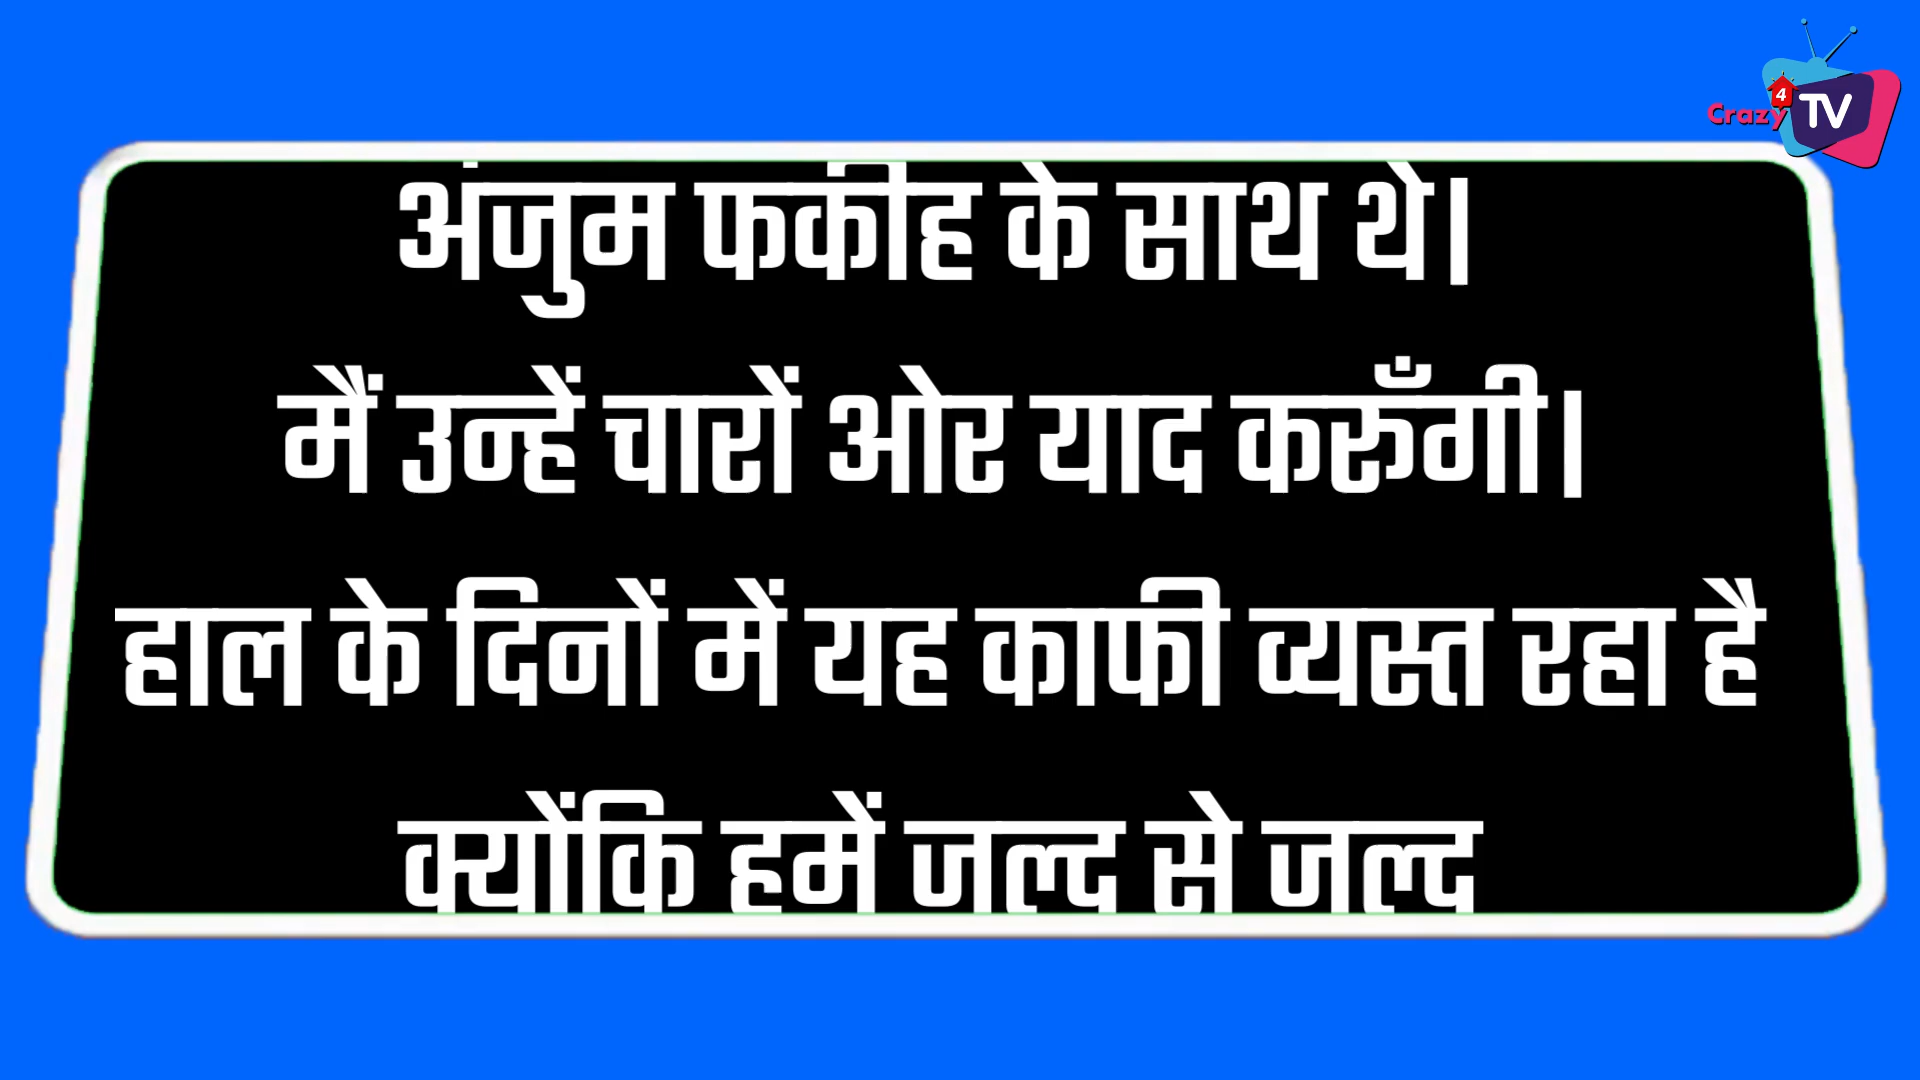 Crazy 4 TV
अंजुम फकीह के साथ थे।
मैं उन्हें चारों ओर याद करूँगी।
हाल के दिनों में यह काफी व्यस्त रहा है
क्योंकि हमें जल्द से जल्द